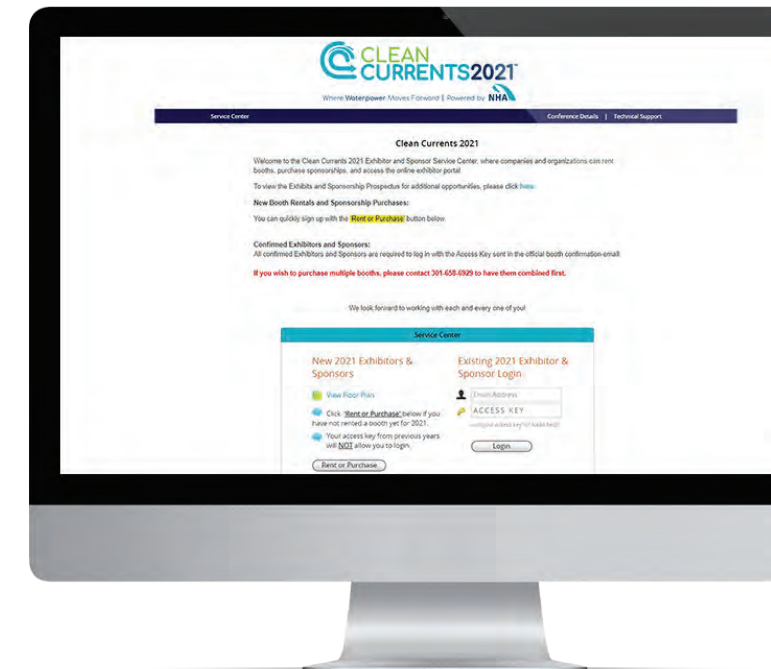 CLEAN
CURRENTS2021
Where Waterpower Moves Forward | Powered by NHA
Service Center Conference Details | Technical Support
Clean Currents 2021
Welcome to the Clean Currents 2021 Exhibitor and Sponsor Service Center, where companies and organizations can rent
booths, purchase sponsorships, and access the online exhibitor portal
To view the Exhibits and Sponsorship Prospectus for additional opportunities, please click here.
New Booth Rentals and Sponsorship Purchases:
You can quickly sign up with the 'Rent or Purchase' button below
Confirmed Exhibitors and Sponsors:
All confirmed Exhibitors and Sponsors are required to log in with the Access Key sent in the official booth confirmation email
If you wish to purchase multiple booths, please contact 301-658-6929 to have them combined first.
We look forward to working with each and every one of you!
Service Center
New 2021 Exhibitors &
Sponsors
View Floor Plan
Click 'Rent or Purchase' below if you
have not rented a booth yet for 2021.
Your access key from previous years
will NOT allow you to login.
Rent or Purchase
Existing 2021 Exhibitor &
Sponsor Login
Email Address
ACCESS KEY
Login